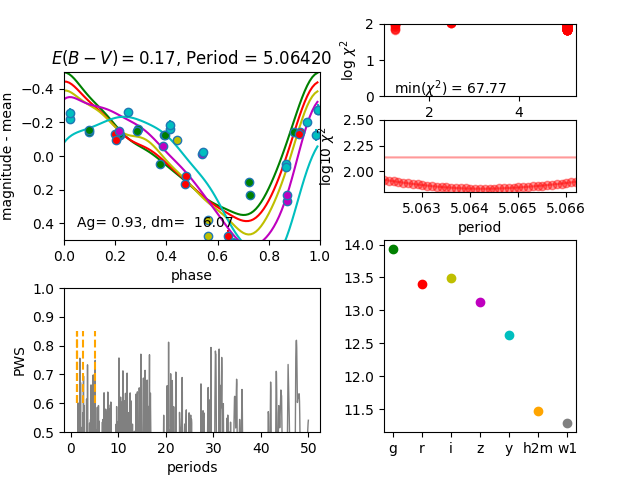 E(B − V) = 0.17, Period = 5.06420
magnitude - mean
−0.4
−0.2
0.0
0.2
0.4
Ag= 0.93, dm= 16.07
0.0 0.2 0.4 0.6 0.8 1.0
phase
log χ²
2
1
0
min(χ²) = 67.77
2 4
log10 χ²
2.50
2.25
2.00
5.063 5.064 5.065 5.066
period
PWS
1.0
0.9
0.8
0.7
0.6
0.5
0 10 20 30 40 50
periods
14.0
13.5
13.0
12.5
12.0
11.5
g r i z y h2m w1